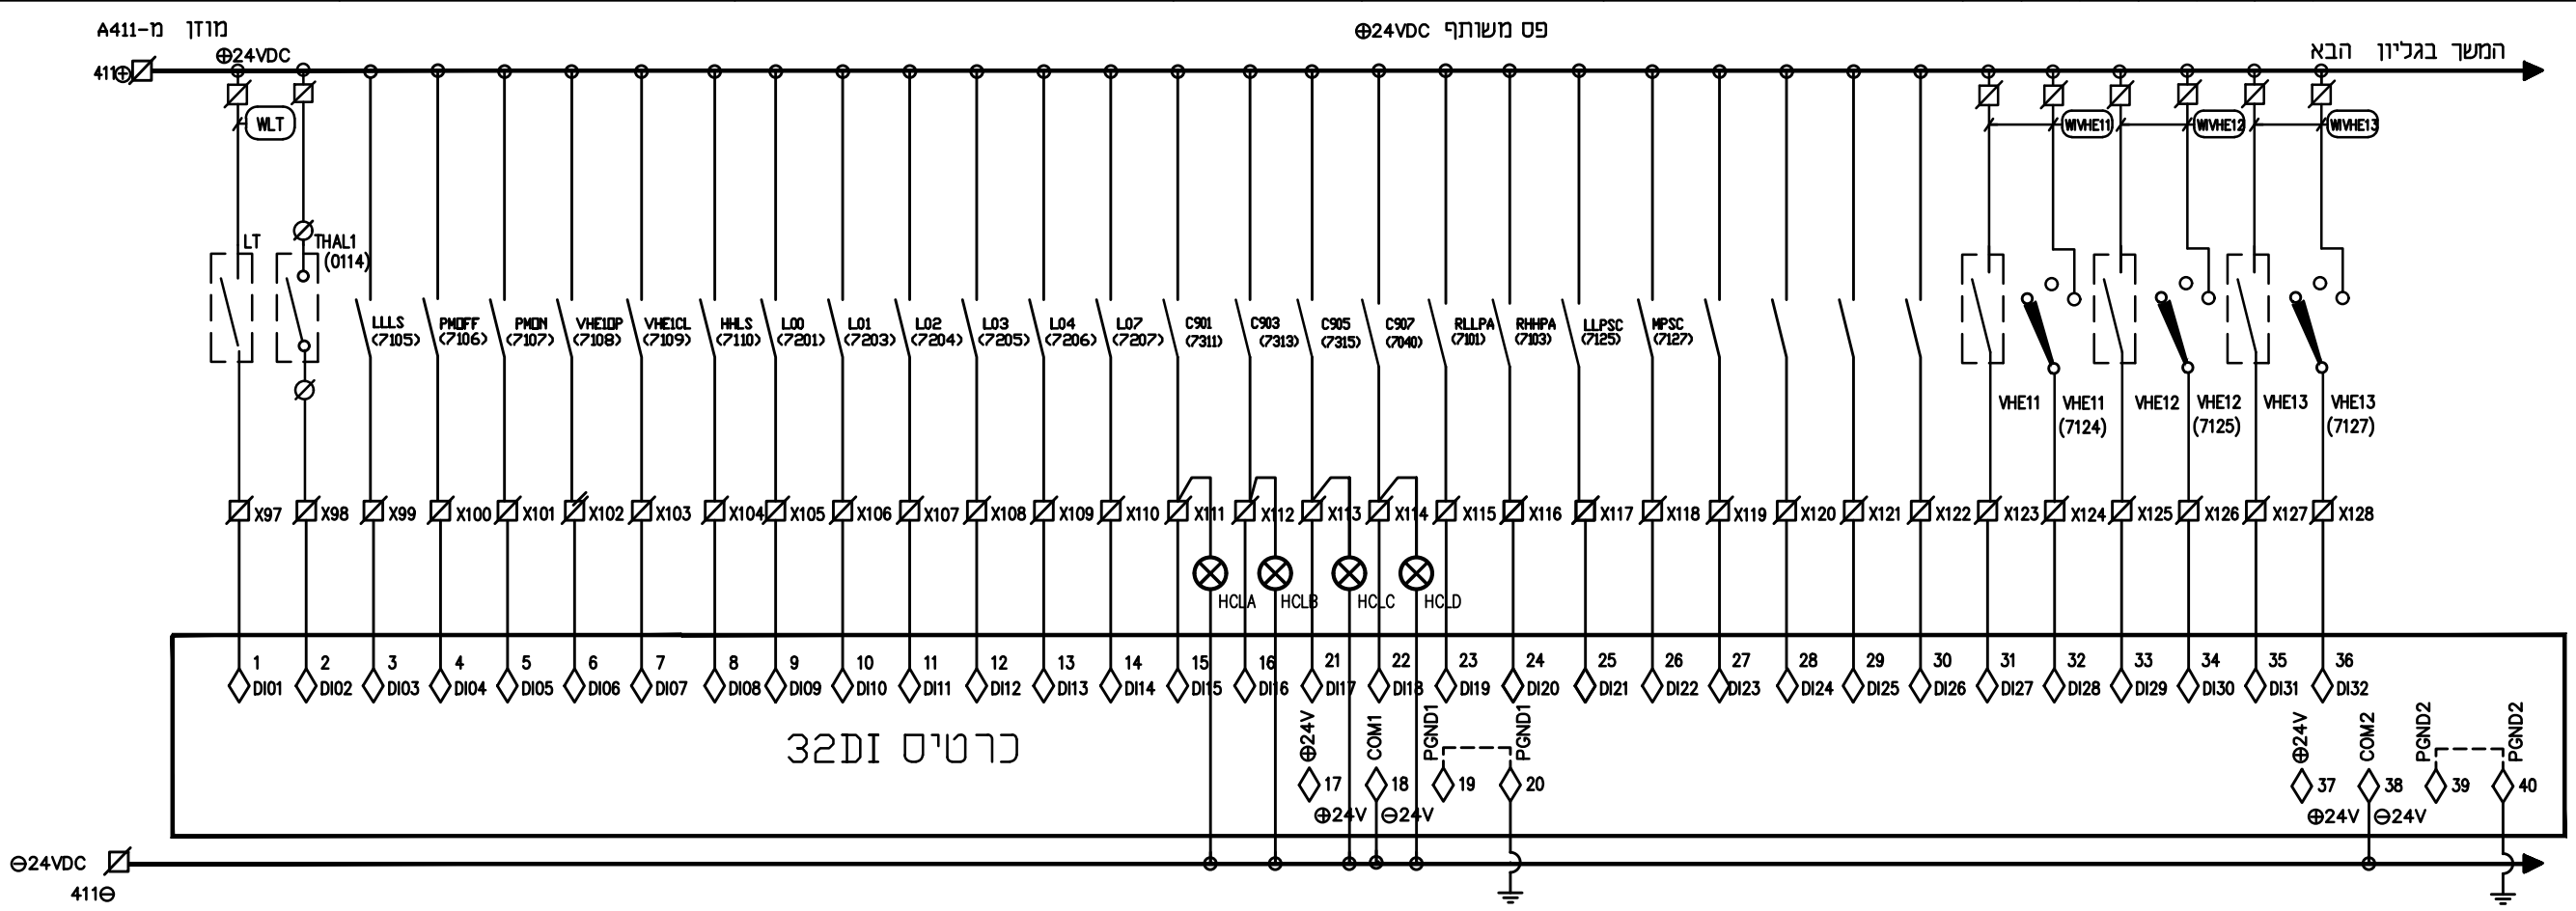 מוזן מ-A411
⊕24VDC פס משותף
המשך בגליון הבא
⊕24VDC
411⊕
WLT
WIVHE11 WIVHE12 WIVHE13
LT THAL1
(0114)
LLLS PMOFF PMON VHE1OP VHE1CL HHLS LO0 LO1 LO2 LO3 LO4 LO7 C901 C903 C905 C907 RLLPA RHHPA LLPSC MPSC
(7105) (7106) (7107) (7108) (7109) (7110) (7201) (7203) (7204) (7205) (7206) (7207) (7311) (7313) (7315) (7040) (7101) (7103) (7125) (7127)
VHE11 VHE11 VHE12 VHE12 VHE13 VHE13
(7124) (7125) (7127)
X97 X98 X99 X100 X101 X102 X103 X104 X105 X106 X107 X108 X109 X110 X111 X112 X113 X114 X115 X116 X117 X118 X119 X120 X121 X122 X123 X124 X125 X126 X127 X128
HCLA HCLB HCLC HCLD
1 2 3 4 5 6 7 8 9 10 11 12 13 14 15 16 21 22 23 24 25 26 27 28 29 30 31 32 33 34 35 36
DI01 DI02 DI03 DI04 DI05 DI06 DI07 DI08 DI09 DI10 DI11 DI12 DI13 DI14 DI15 DI16 DI17 DI18 DI19 DI20 DI21 DI22 DI23 DI24 DI25 DI26 DI27 DI28 DI29 DI30 DI31 DI32
כרטיס 32DI
⊕24V COM1 PGND1 PGND1 ⊕24V COM2 PGND2 PGND2
17 18 19 20 37 38 39 40
⊕24V ⊖24V ⊕24V ⊖24V
⊖24VDC
411⊖